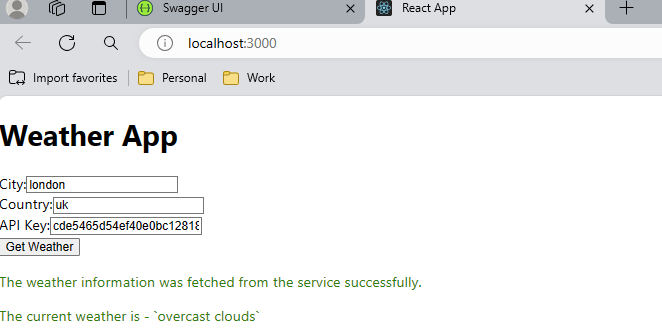 Swagger UI
React App
localhost:3000
Import favorites
Personal
Work
Weather App
City:london
Country:uk
API Key:cde5465d54ef40e0bc12818
Get Weather
The weather information was fetched from the service successfully.
The current weather is - `overcast clouds`